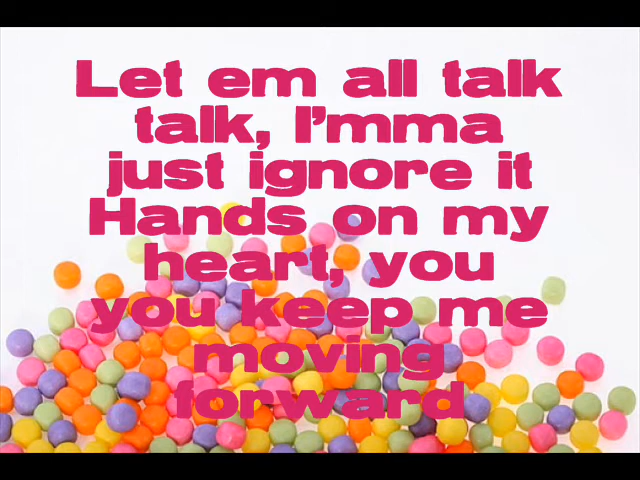 Let em all talk
talk, I'mma
just ignore it
Hands on my
heart, you
you keep me
moving
forward